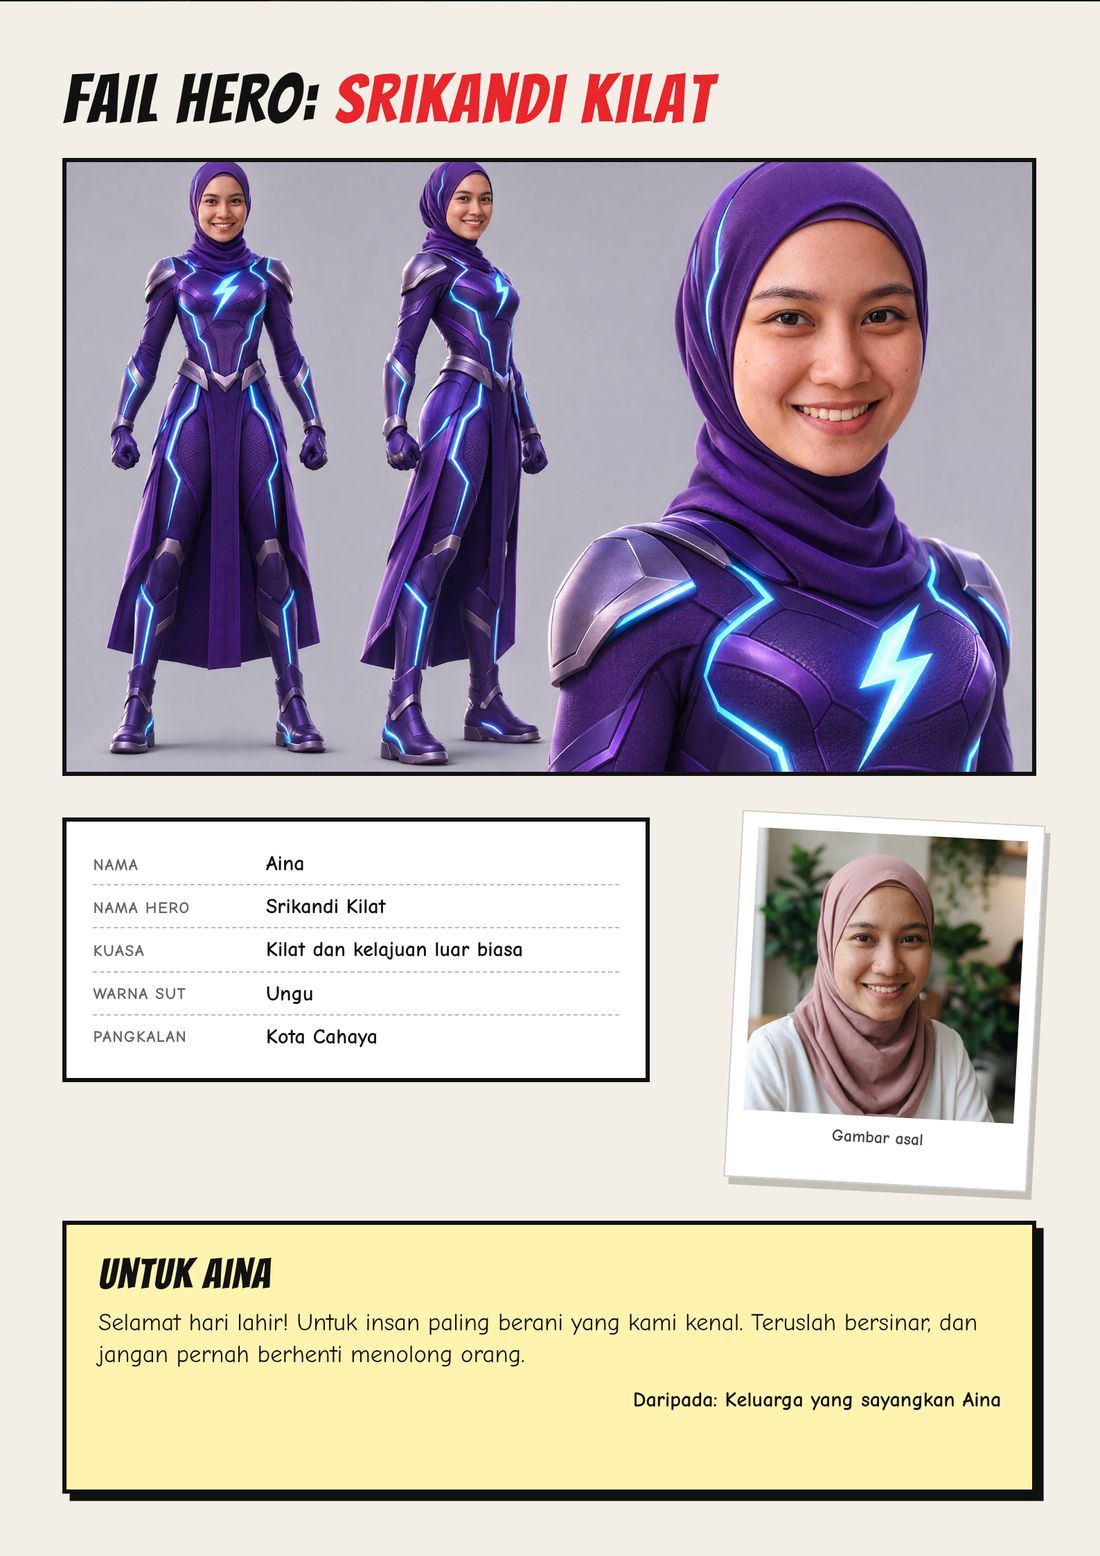 FAIL HERO: SRIKANDI KILAT
NAMA Aina
NAMA HERO Srikandi Kilat
KUASA Kilat dan kelajuan luar biasa
WARNA SUT Ungu
PANGKALAN Kota Cahaya
Gambar asal
UNTUK AINA
Selamat hari lahir! Untuk insan paling berani yang kami kenal. Teruslah bersinar, dan
jangan pernah berhenti menolong orang.
Daripada: Keluarga yang sayangkan Aina